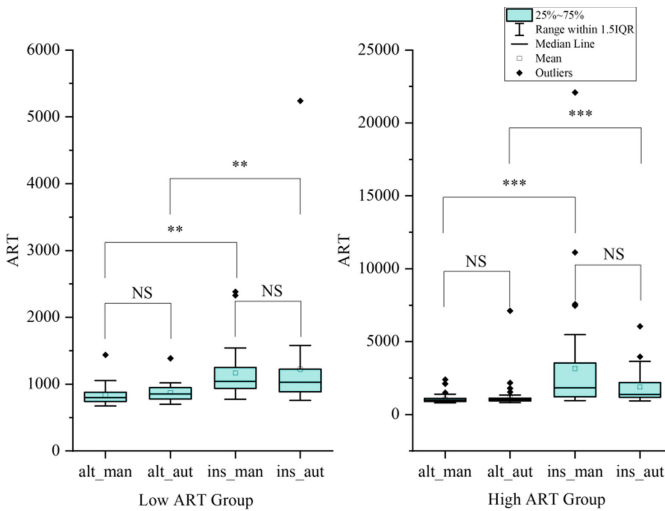 25%~75%
Range within 1.5IQR
Median Line
Mean
Outliers
ART
6000
5000
4000
3000
2000
1000
0
**
**
NS
NS
alt_man
alt_aut
ins_man
ins_aut
Low ART Group
ART
25000
20000
15000
10000
5000
0
***
***
NS
NS
alt_man
alt_aut
ins_man
ins_aut
High ART Group